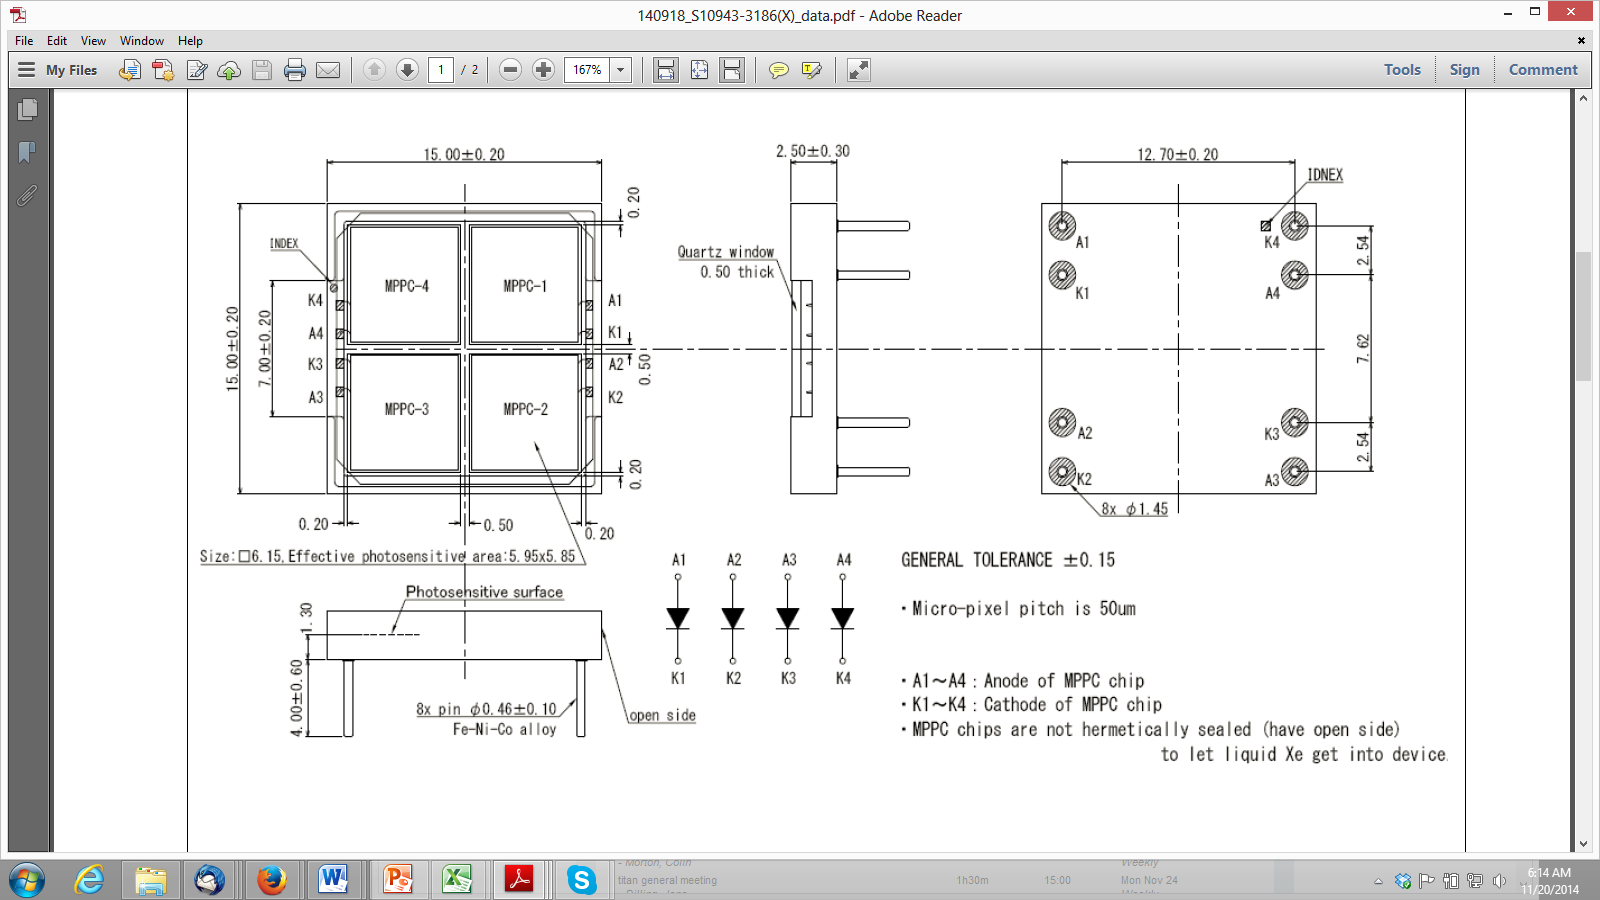 140918_S10943-3186(X)_data.pdf - Adobe Reader
File Edit View Window Help
My Files 1 / 2 167% Tools Sign Comment
15.00±0.20
2.50±0.30
12.70±0.20
IDNEX
0.20
INDEX
Quartz window
0.50 thick
MPPC-4 MPPC-1
A1 K4
2.54
K1 A4
K4 A1
A4 K1
K3 A2
A3 K2
15.00±0.20
7.00±0.20
0.50
7.62
MPPC-3 MPPC-2
A2 K3
2.54
K2 A3
0.20
8x φ1.45
0.20 0.50 0.20
Size:□6.15,Effective photosensitive area:5.95x5.85
A1 A2 A3 A4
K1 K2 K3 K4
GENERAL TOLERANCE ±0.15
Photosensitive surface
1.30
4.00±0.60
8x pin φ0.46±0.10
Fe-Ni-Co alloy
open side
・Micro-pixel pitch is 50um
・A1～A4：Anode of MPPC chip
・K1～K4：Cathode of MPPC chip
・MPPC chips are not hermetically sealed (have open side)
to let liquid Xe get into device.
- Morton, Colin Weekly
titan general meeting 1h30m 15:00 Mon Nov 24
6:14 AM
11/20/2014